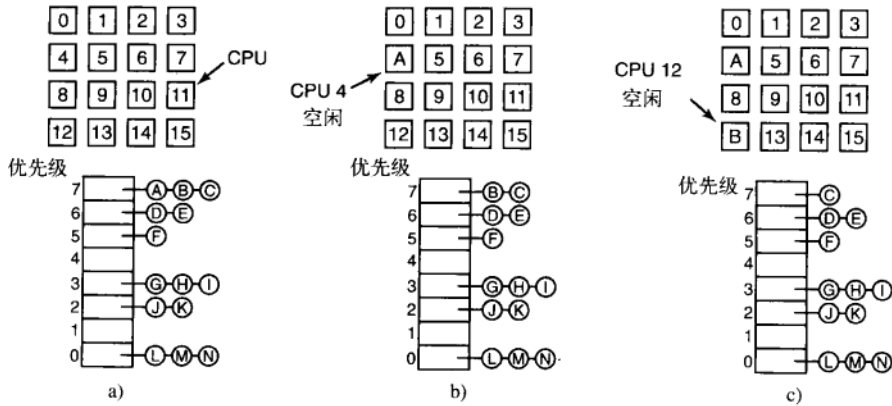 0 1 2 3
4 5 6 7
8 9 10 11
12 13 14 15
CPU
优先级
7 A B C
6 D E
5 F
4
3 G H I
2 J K
1
0 L M N
a)
0 1 2 3
A 5 6 7
8 9 10 11
12 13 14 15
CPU 4
空闲
优先级
7 B C
6 D E
5 F
4
3 G H I
2 J K
1
0 L M N
b)
0 1 2 3
A 5 6 7
8 9 10 11
B 13 14 15
CPU 12
空闲
优先级
7 C
6 D E
5 F
4
3 G H I
2 J K
1
0 L M N
c)